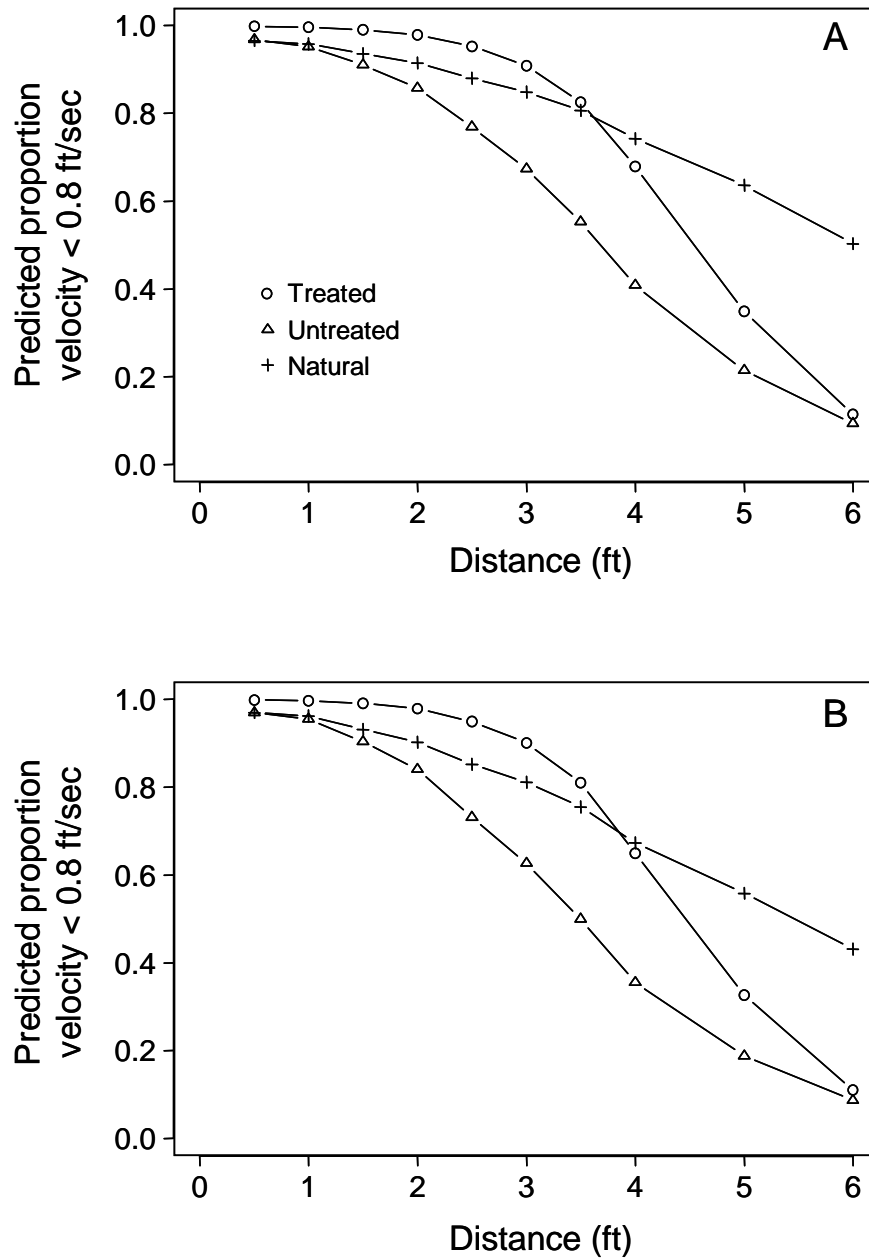 A
Predicted proportion
velocity < 0.8 ft/sec
1.0
0.8
0.6
0.4
0.2
0.0
Treated
Untreated
Natural
0 1 2 3 4 5 6
Distance (ft)
B
Predicted proportion
velocity < 0.8 ft/sec
1.0
0.8
0.6
0.4
0.2
0.0
0 1 2 3 4 5 6
Distance (ft)